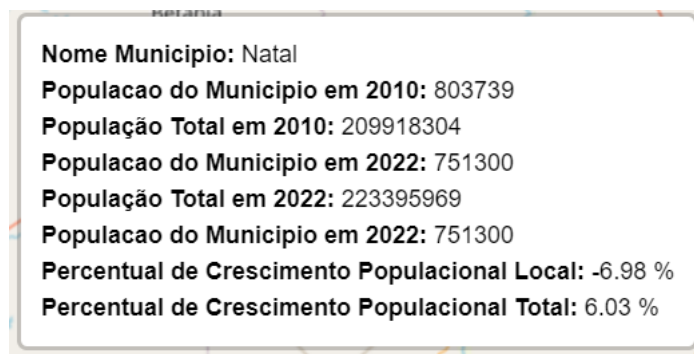 Betania
Nome Municipio: Natal
Populacao do Municipio em 2010: 803739
População Total em 2010: 209918304
Populacao do Municipio em 2022: 751300
População Total em 2022: 223395969
Populacao do Municipio em 2022: 751300
Percentual de Crescimento Populacional Local: -6.98 %
Percentual de Crescimento Populacional Total: 6.03 %